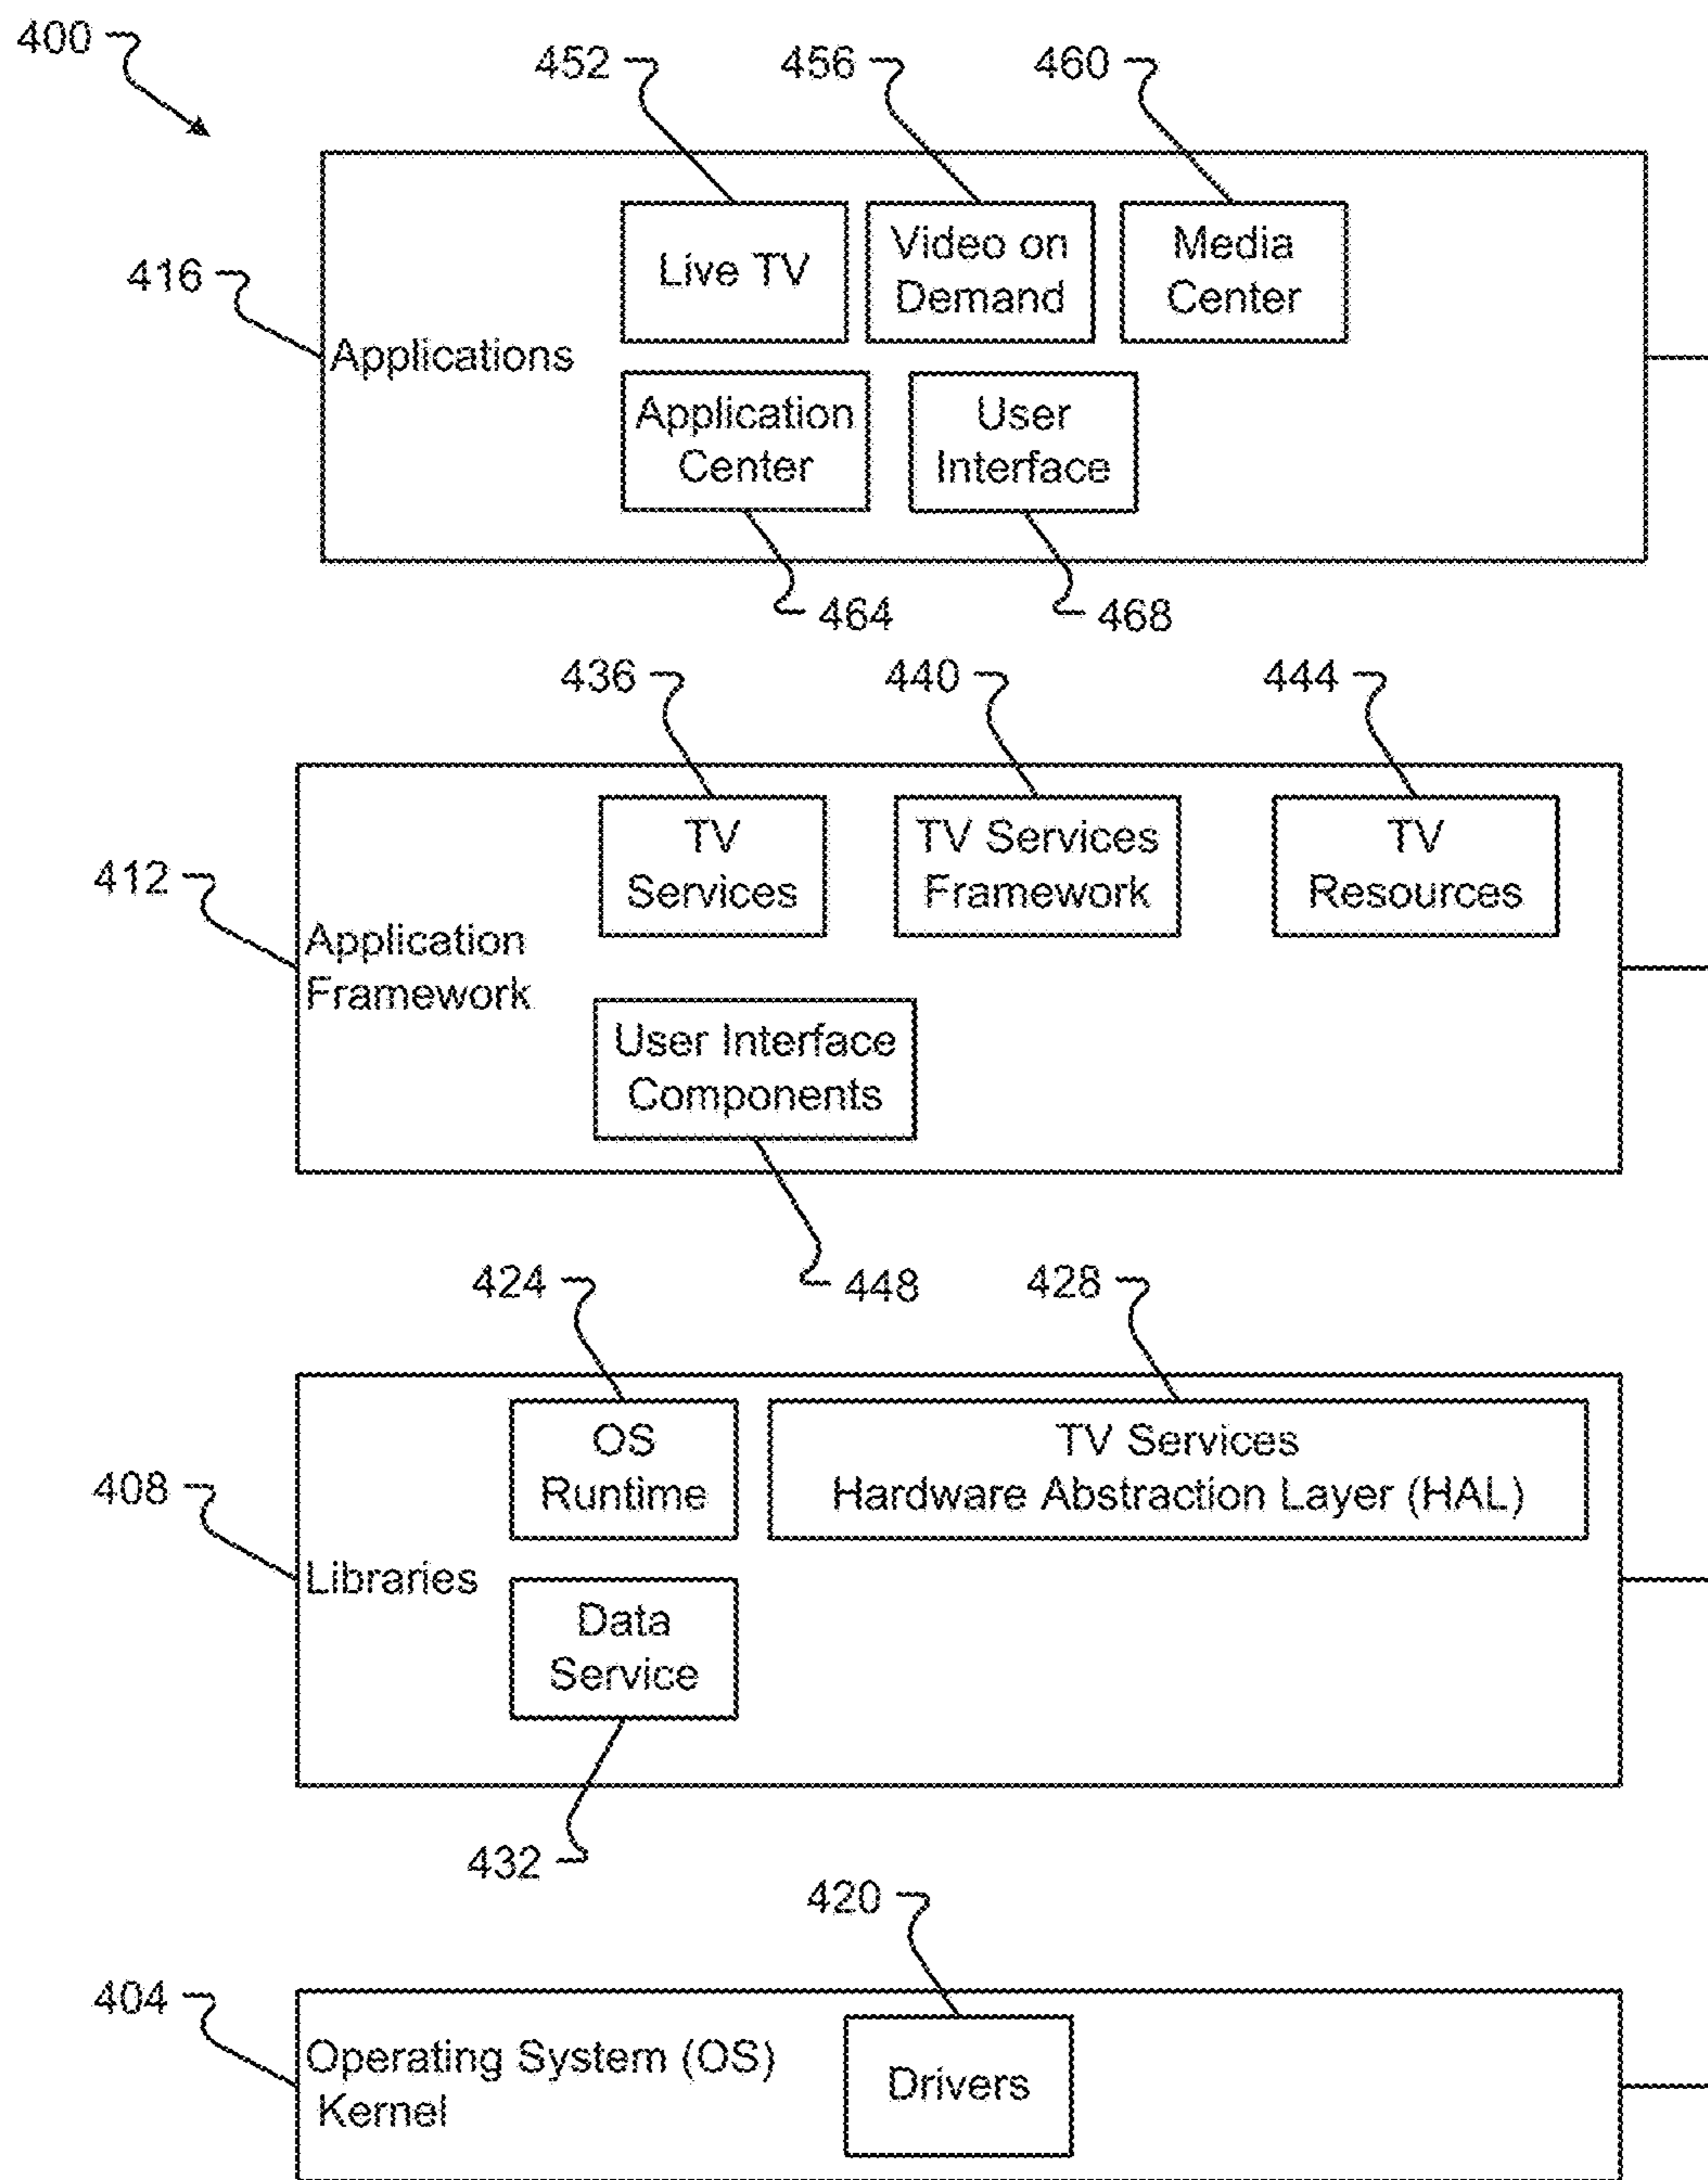 400
452
456
460
416
Applications
Live TV
Video on
Demand
Media
Center
Application
Center
User
Interface
464
468
436
440
444
412
Application
Framework
TV
Services
TV Services
Framework
TV
Resources
User Interface
Components
448
424
428
408
Libraries
OS
Runtime
TV Services
Hardware Abstraction Layer (HAL)
Data
Service
432
420
404
Operating System (OS)
Kernel
Drivers